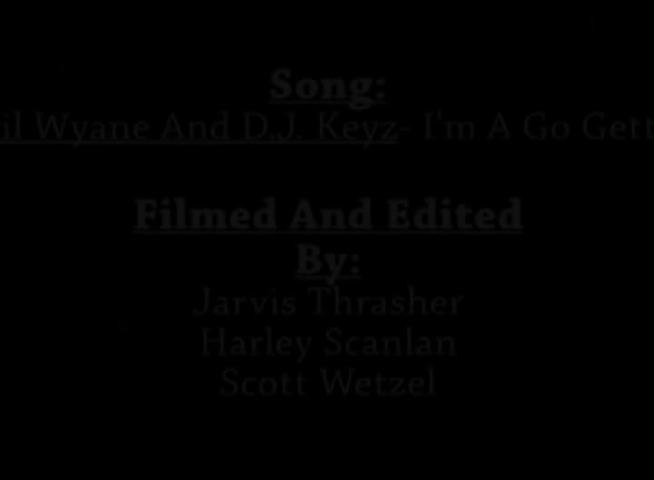 Song:
il Wyane And D.J. Keyz- I'm A Go Gett
Filmed And Edited
By:
Jarvis Thrasher
Harley Scanlan
Scott Wetzel